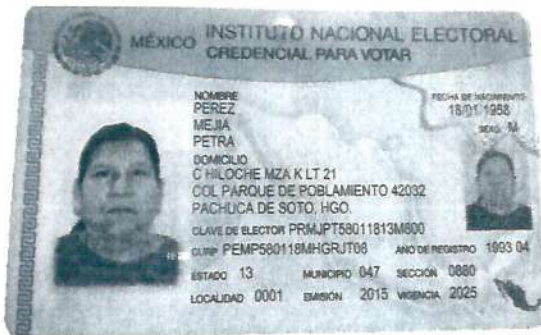 MÉXICO INSTITUTO NACIONAL ELECTORAL
CREDENCIAL PARA VOTAR
NOMBRE
PEREZ
MEJIA
PETRA
FECHA DE NACIMIENTO
18/01/1958
SEXO M
DOMICILIO
C HILOCHE MZA K LT 21
COL PARQUE DE POBLAMIENTO 42032
PACHUCA DE SOTO, HGO.
CLAVE DE ELECTOR PRMJPT58011813M800
CURP PEMP580118MHGRJT06 AÑO DE REGISTRO 1993 04
ESTADO 13 MUNICIPIO 047 SECCIÓN 0880
LOCALIDAD 0001 EMISIÓN 2015 VIGENCIA 2025